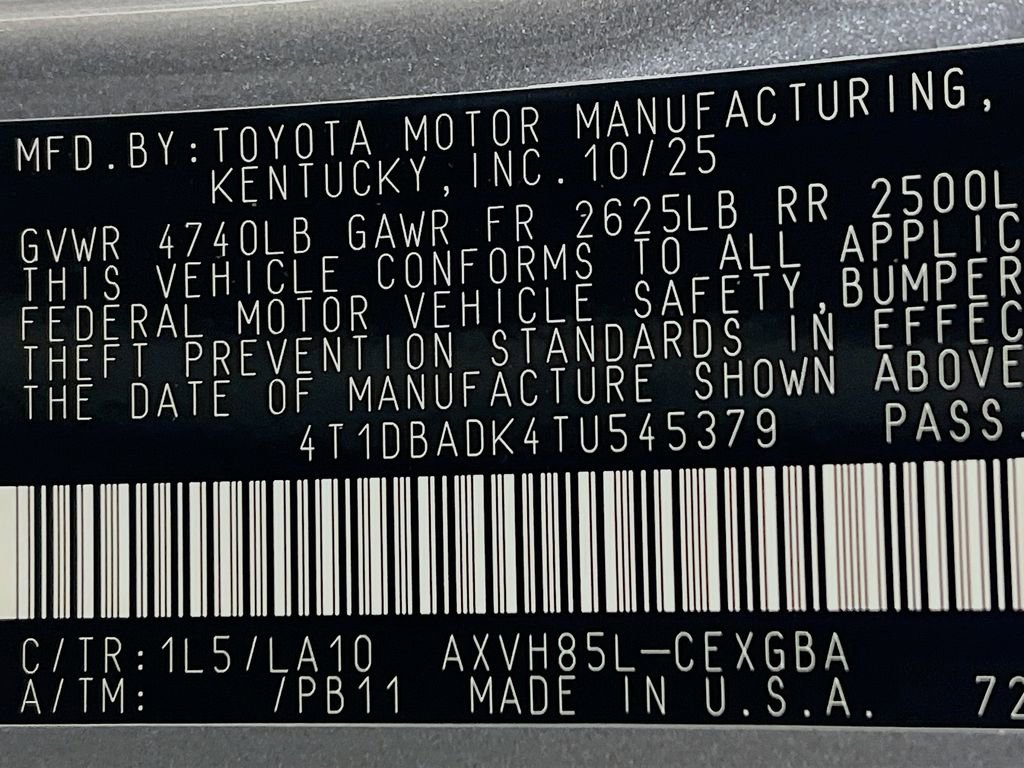 MFD.BY:TOYOTA MOTOR MANUFACTURING,
KENTUCKY,INC.10/25
GVWR 4740LB GAWR FR 2625LB RR 2500L
THIS VEHICLE CONFORMS TO ALL APPLIC
FEDERAL MOTOR VEHICLE SAFETY,BUMPER
THEFT PREVENTION STANDARDS IN EFFEC
THE DATE OF MANUFACTURE SHOWN ABOVE
4T1DBADK4TU545379 PASS.
C/TR:1L5/LA10 AXVH85L-CEXGBA
A/TM: /PB11 MADE IN U.S.A. 72